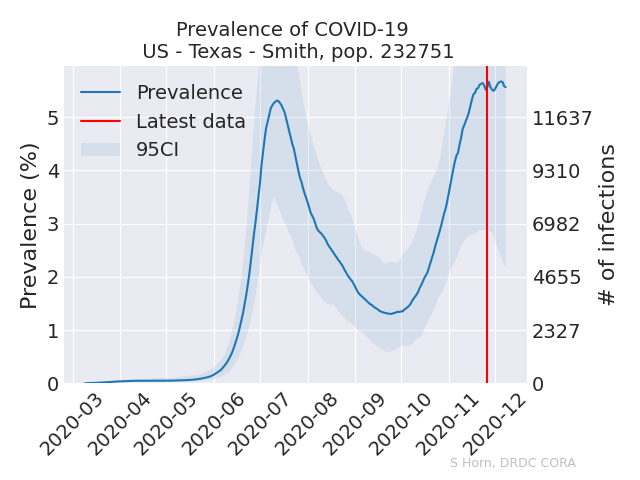 Prevalence of COVID-19
US - Texas - Smith, pop. 232751
Prevalence
Latest data
95CI
Prevalence (%)
5
4
3
2
1
0
11637
9310
6982
4655
2327
0
# of infections
2020-03
2020-04
2020-05
2020-06
2020-07
2020-08
2020-09
2020-10
2020-11
2020-12
S Horn, DRDC CORA